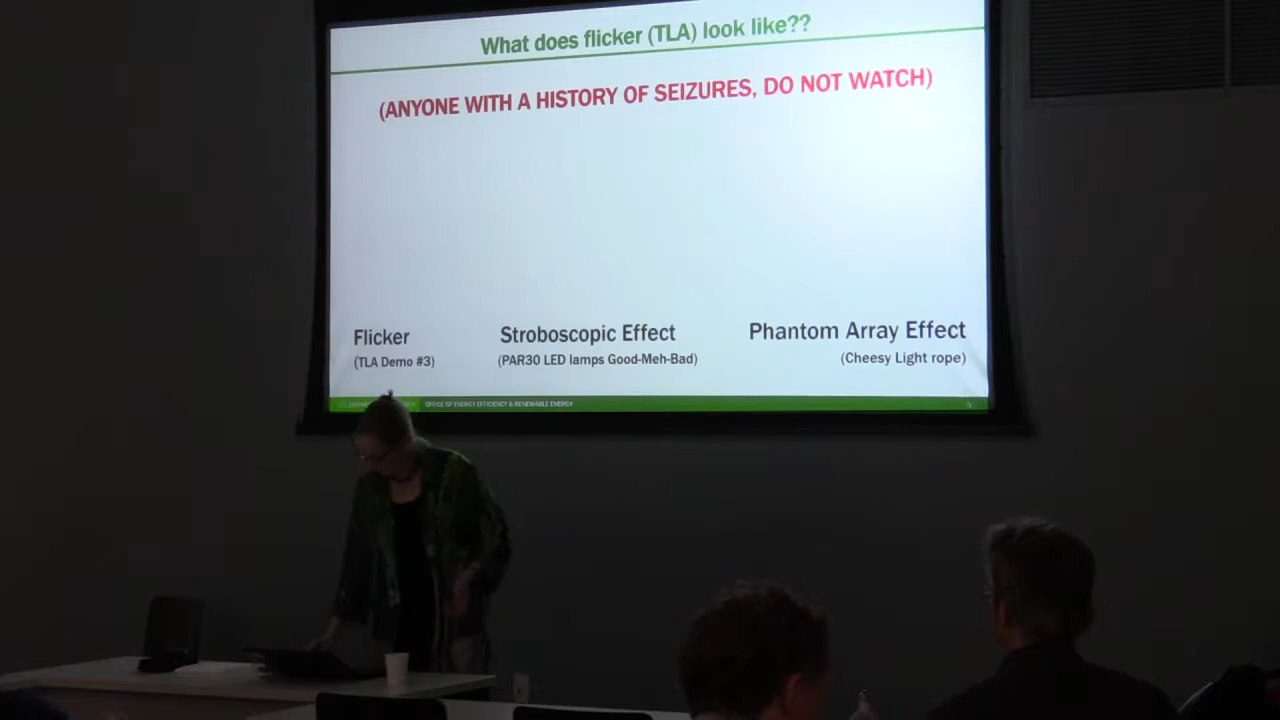 What does flicker (TLA) look like??
(ANYONE WITH A HISTORY OF SEIZURES, DO NOT WATCH)
Flicker
(TLA Demo #3)
Stroboscopic Effect
(PAR30 LED lamps Good-Meh-Bad)
Phantom Array Effect
(Cheesy Light rope)
OFFICE OF ENERGY EFFICIENCY & RENEWABLE ENERGY